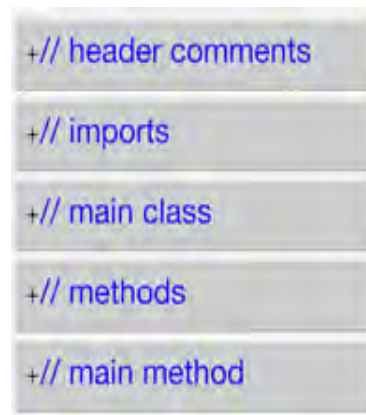 +// header comments
+// imports
+// main class
+// methods
+// main method